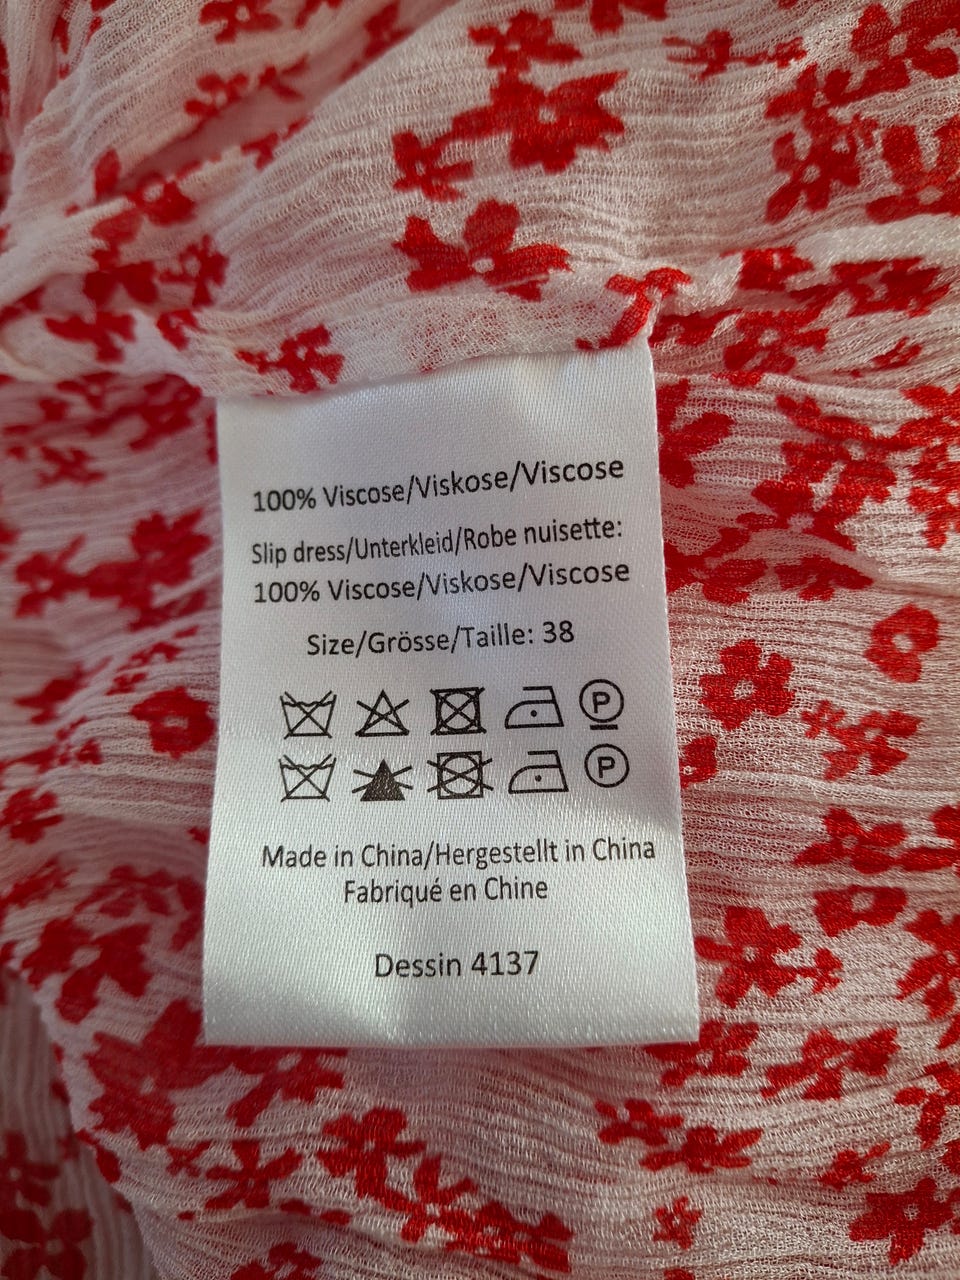 100% Viscose/Viskose/Viscose
Slip dress/Unterkleid/Robe nuisette:
100% Viscose/Viskose/Viscose
Size/Grösse/Taille: 38
P
P
Made in China/Hergestellt in China
Fabriqué en Chine
Dessin 4137